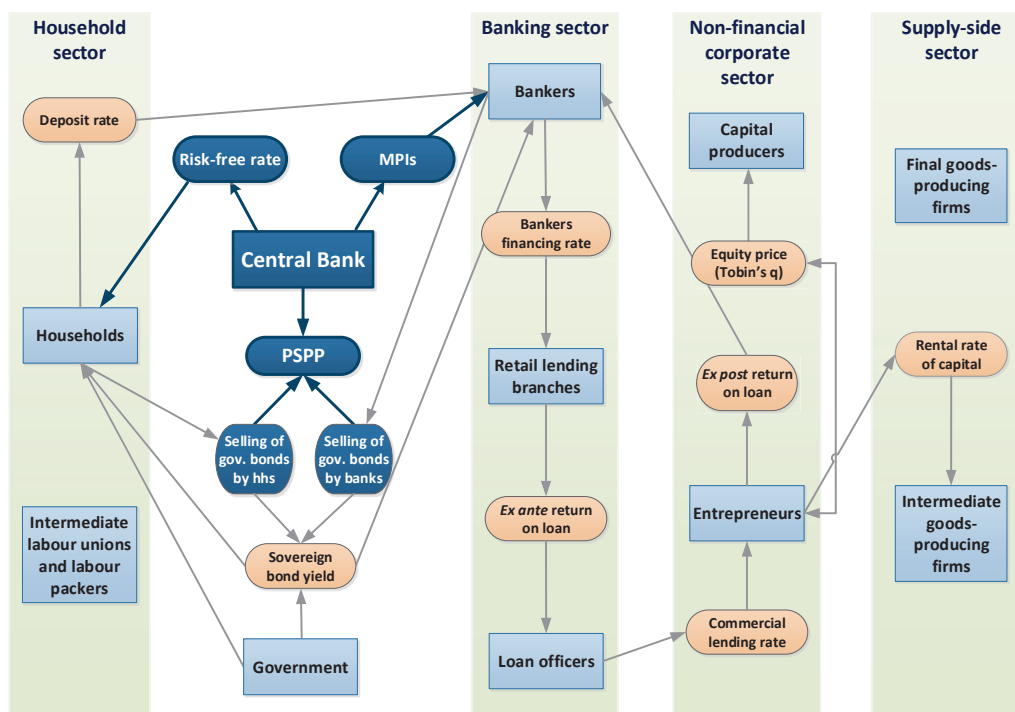 Household
sector
Banking sector
Non-financial
corporate
sector
Supply-side
sector
Deposit rate
Risk-free rate
MPIs
Bankers
Capital
producers
Final goods-
producing
firms
Central Bank
Bankers
financing rate
Equity price
(Tobin's q)
Households
PSPP
Retail lending
branches
Ex post return
on loan
Rental rate
of capital
Selling of
gov. bonds
by hhs
Selling of
gov. bonds
by banks
Intermediate
labour unions
and labour
packers
Sovereign
bond yield
Ex ante return
on loan
Entrepreneurs
Intermediate
goods-
producing
firms
Government
Loan officers
Commercial
lending rate